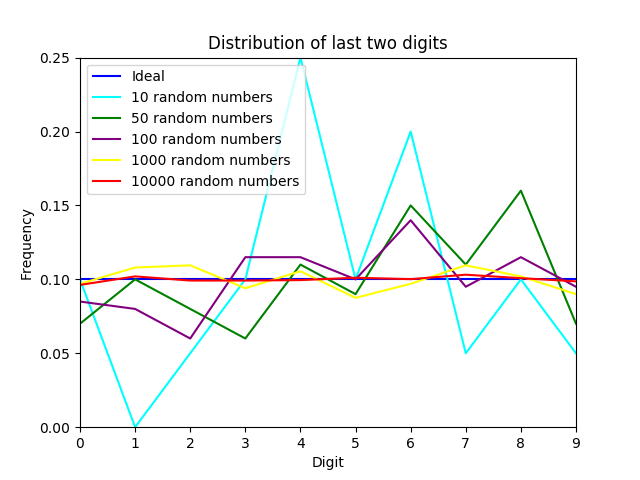 Distribution of last two digits
Ideal
10 random numbers
50 random numbers
100 random numbers
1000 random numbers
10000 random numbers
Frequency
0.25
0.20
0.15
0.10
0.05
0.00
0 1 2 3 4 5 6 7 8 9
Digit